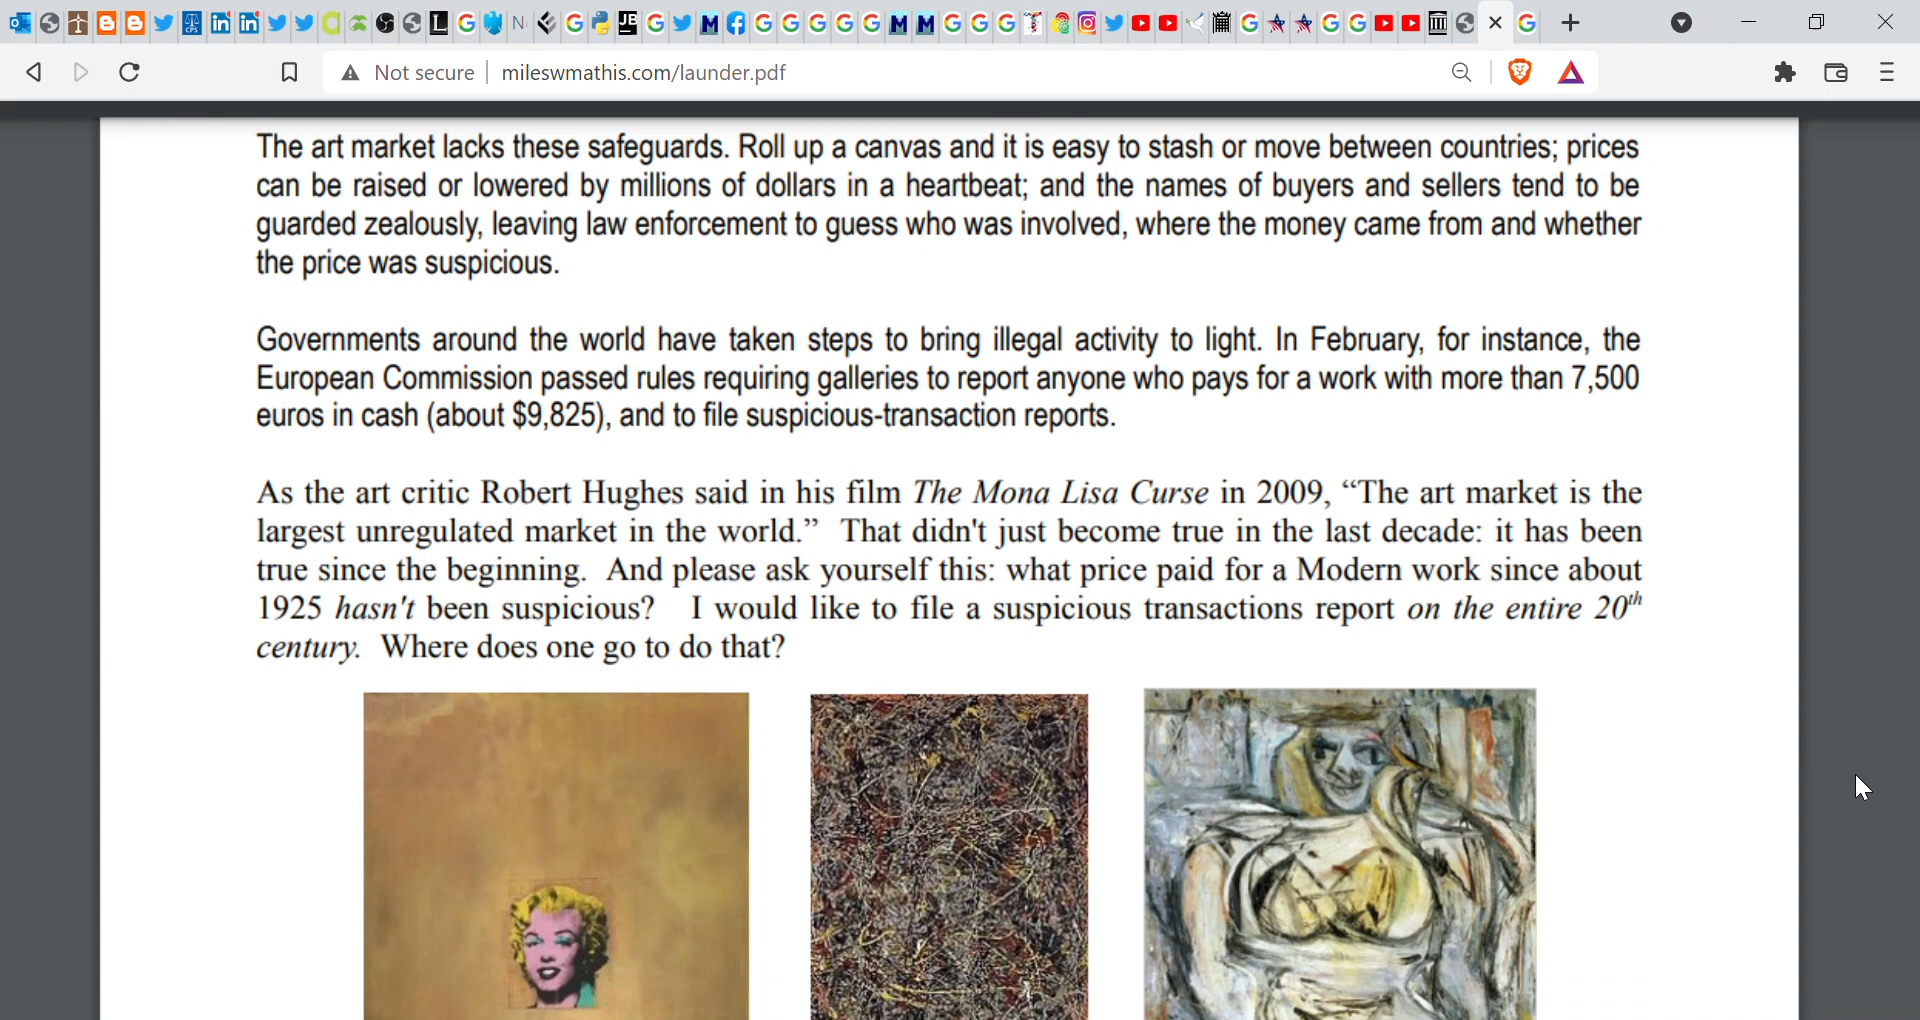 Not secure
mileswmathis.com/launder.pdf
The art market lacks these safeguards. Roll up a canvas and it is easy to stash or move between countries; prices
can be raised or lowered by millions of dollars in a heartbeat; and the names of buyers and sellers tend to be
guarded zealously, leaving law enforcement to guess who was involved, where the money came from and whether
the price was suspicious.
Governments around the world have taken steps to bring illegal activity to light. In February, for instance, the
European Commission passed rules requiring galleries to report anyone who pays for a work with more than 7,500
euros in cash (about $9,825), and to file suspicious-transaction reports.
As the art critic Robert Hughes said in his film The Mona Lisa Curse in 2009, “The art market is the
largest unregulated market in the world.” That didn't just become true in the last decade: it has been
true since the beginning. And please ask yourself this: what price paid for a Modern work since about
1925 hasn't been suspicious? I would like to file a suspicious transactions report on the entire 20th
century. Where does one go to do that?